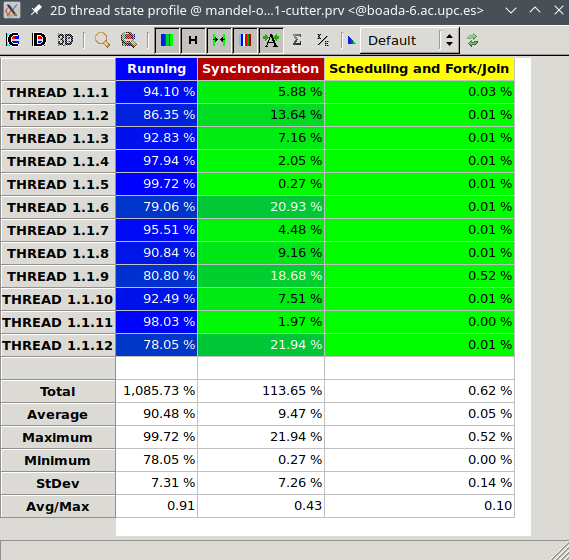 2D thread state profile @ mandel-o...1-cutter.prv <@boada-6.ac.upc.es>
IC ID 3D H A Σ Default
Running Synchronization Scheduling and Fork/Join
THREAD 1.1.1 94.10 % 5.88 % 0.03 %
THREAD 1.1.2 86.35 % 13.64 % 0.01 %
THREAD 1.1.3 92.83 % 7.16 % 0.01 %
THREAD 1.1.4 97.94 % 2.05 % 0.01 %
THREAD 1.1.5 99.72 % 0.27 % 0.01 %
THREAD 1.1.6 79.06 % 20.93 % 0.01 %
THREAD 1.1.7 95.51 % 4.48 % 0.01 %
THREAD 1.1.8 90.84 % 9.16 % 0.01 %
THREAD 1.1.9 80.80 % 18.68 % 0.52 %
THREAD 1.1.10 92.49 % 7.51 % 0.01 %
THREAD 1.1.11 98.03 % 1.97 % 0.00 %
THREAD 1.1.12 78.05 % 21.94 % 0.01 %
Total 1,085.73 % 113.65 % 0.62 %
Average 90.48 % 9.47 % 0.05 %
Maximum 99.72 % 21.94 % 0.52 %
Minimum 78.05 % 0.27 % 0.00 %
StDev 7.31 % 7.26 % 0.14 %
Avg/Max 0.91 0.43 0.10